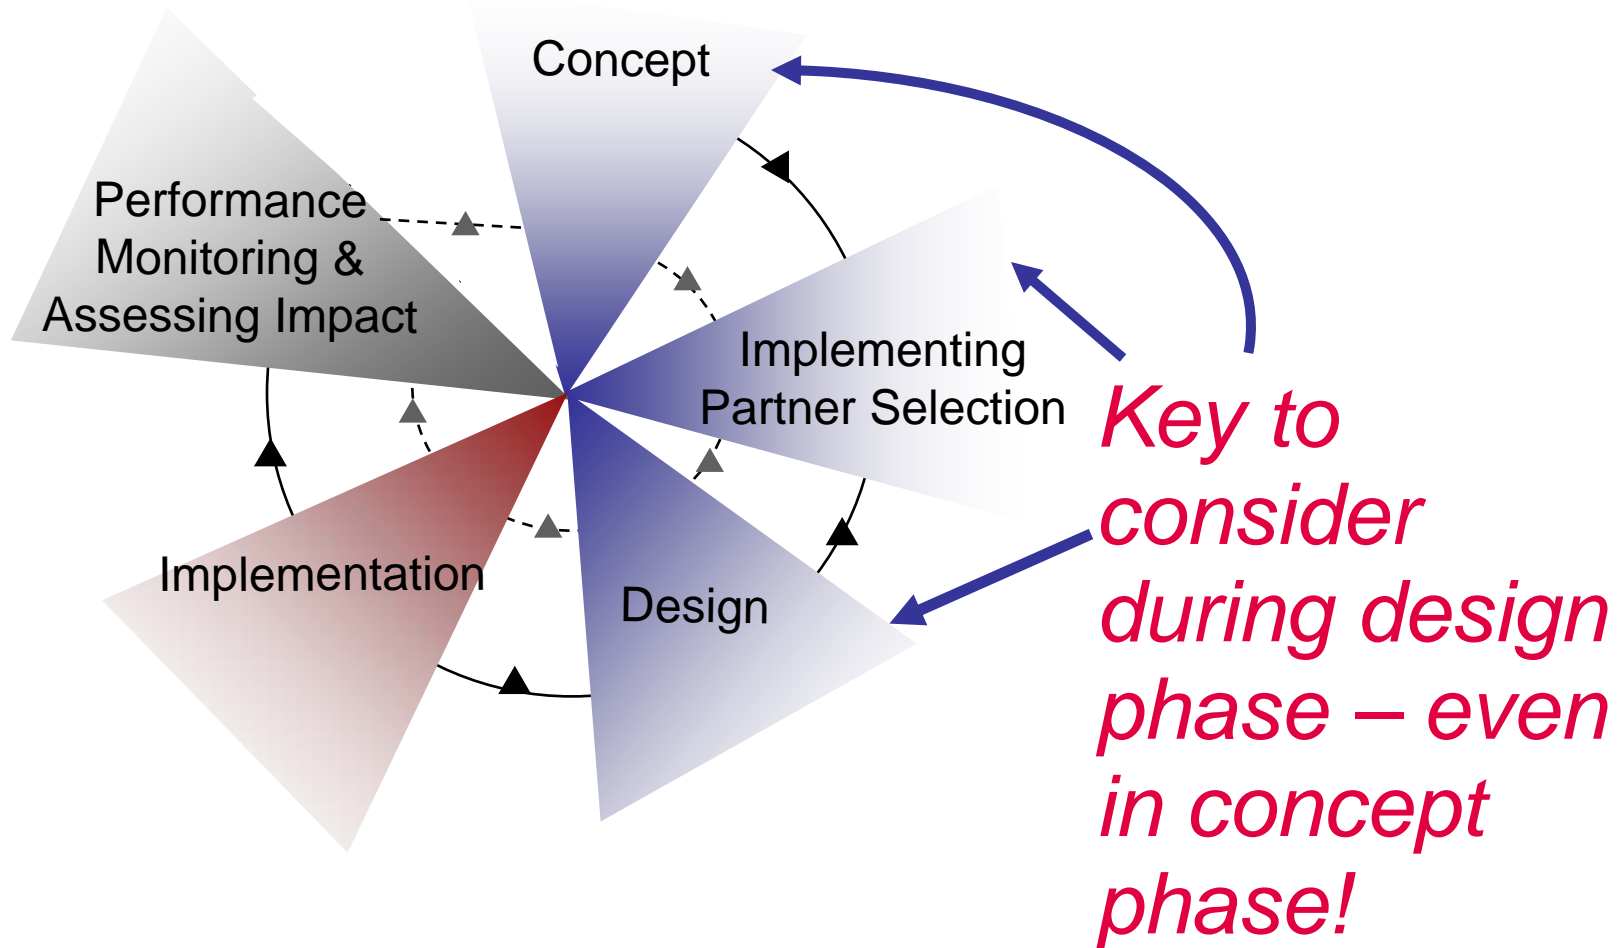 Concept
Performance
Monitoring &
Assessing Impact
Implementing
Partner Selection
Implementation
Design
Key to
consider
during design
phase – even
in concept
phase!